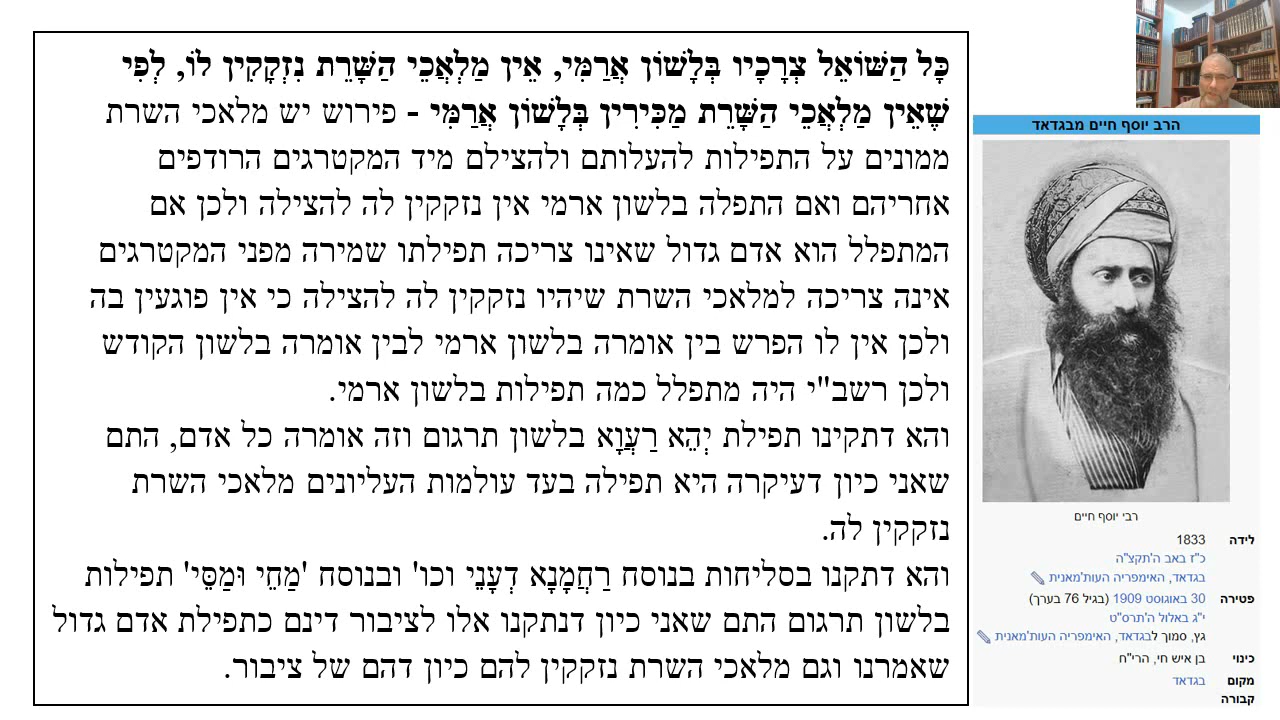 כָּל הַשּׁוֹאֵל צְרָכָיו בְּלָשׁוֹן אֲרַמִּי, אֵין מַלְאֲכֵי הַשָּׁרֵת נִזְקָקִין לוֹ, לְפִי
שֶׁאֵין מַלְאֲכֵי הַשָּׁרֵת מַכִּירִין בְּלָשׁוֹן אֲרַמִּי - פירוש יש מלאכי השרת
ממונים על התפילות להעלותם ולהצילם מיד המקטרגים הרודפים
אחריהם ואם התפלה בלשון ארמי אין נזקקין לה להצילה ולכן אם
המתפלל הוא אדם גדול שאינו צריכה תפילתו שמירה מפני המקטרגים
אינה צריכה למלאכי השרת שיהיו נזקקין לה להצילה כי אין פוגעין בה
ולכן אין לו הפרש בין אומרה בלשון ארמי לבין אומרה בלשון הקודש
ולכן רשב"י היה מתפלל כמה תפילות בלשון ארמי.
והא דתקינו תפילת יְהֵא רַעֲוָא בלשון תרגום וזה אומרה כל אדם, התם
שאני כיון דעיקרה היא תפילה בעד עולמות העליונים מלאכי השרת
נזקקין לה.
והא דתקנו בסליחות בנוסח רַחֲמָנָא דְעָנֵי וכו' ובנוסח 'מַחֵי וּמַסֵּי' תפילות
בלשון תרגום התם שאני כיון דנתקנו אלו לציבור דינם כתפילת אדם גדול
שאמרנו וגם מלאכי השרת נזקקין להם כיון דהם של ציבור.
הרב יוסף חיים מבגדאד
רבי יוסף חיים
לידה 1833
כ"ז באב ה'תקצ"ה
בגדאד, האימפריה העות'מאנית
פטירה 30 באוגוסט 1909 (בגיל 76 בערך)
י"ג באלול ה'תרס"ט
גץ, סמוך לבגדאד, האימפריה העות'מאנית
כינוי בן איש חי, הרי"ח
מקום בגדאד
קבורה